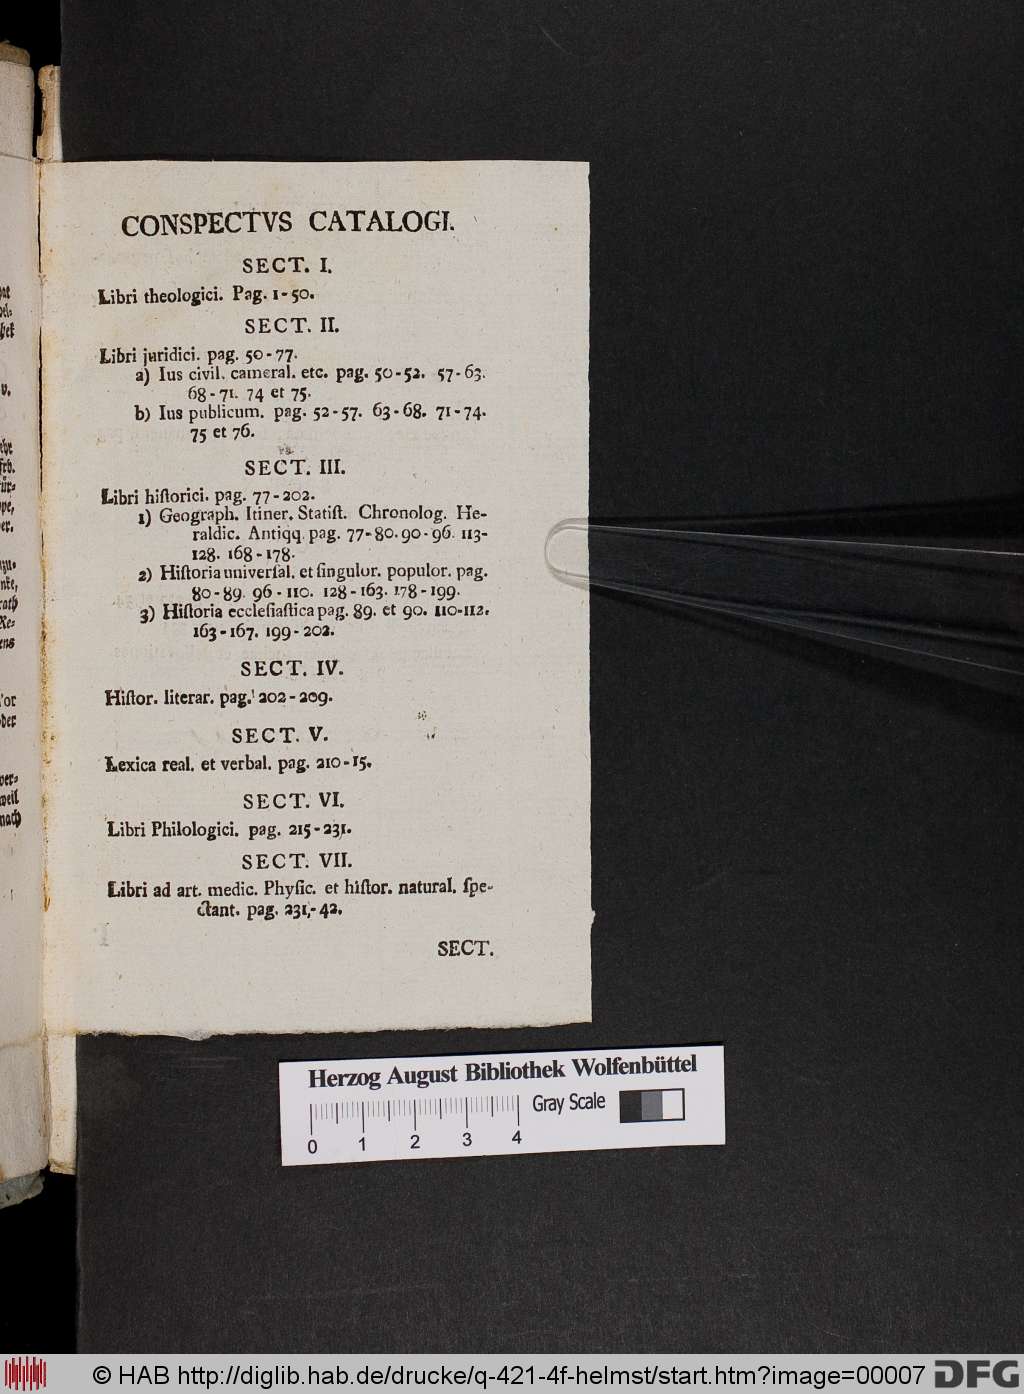 CONSPECTVS CATALOGI.
SECT. I.
Libri theologici. Pag. 1-50.
SECT. II.
Libri juridici. pag. 50-77.
a) Ius civil. cameral. etc. pag. 50-52. 57-63.
68-71. 74 et 75.
b) Ius publicum. pag. 52-57. 63-68. 71-74.
75 et 76.
SECT. III.
Libri hiſtorici. pag. 77-202.
1) Geograph. Itiner. Statiſt. Chronolog. He-
raldic. Antiqq. pag. 77-80. 90-96. 113-
128. 168-178.
2) Hiſtoria univerſal. et ſingulor. populor. pag.
80-89. 96-110. 128-163. 178-199.
3) Hiſtoria eccleſiaſtica pag. 89. et 90. 110-112.
163-167. 199-202.
SECT. IV.
Hiſtor. literar. pag. 202-209.
SECT. V.
Lexica real. et verbal. pag. 210-15.
SECT. VI.
Libri Philologici. pag. 215-231.
SECT. VII.
Libri ad art. medic. Phyſic. et hiſtor. natural. ſpe-
ctant. pag. 231,-42.
SECT.
Herzog August Bibliothek Wolfenbüttel
Gray Scale
0 1 2 3 4
© HAB http://diglib.hab.de/drucke/q-421-4f-helmst/start.htm?image=00007
DFG